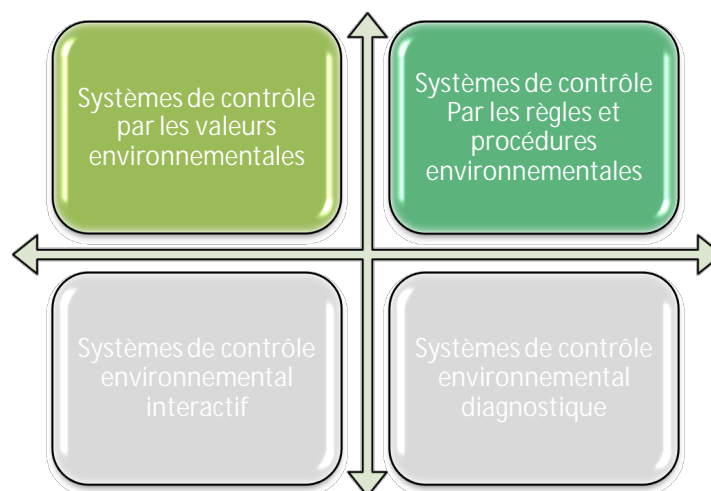 Systèmes de contrôle
par les valeurs
environnementales
Systèmes de contrôle
Par les règles et
procédures
environnementales
Systèmes de contrôle
environnemental
interactif
Systèmes de contrôle
environnemental
diagnostique